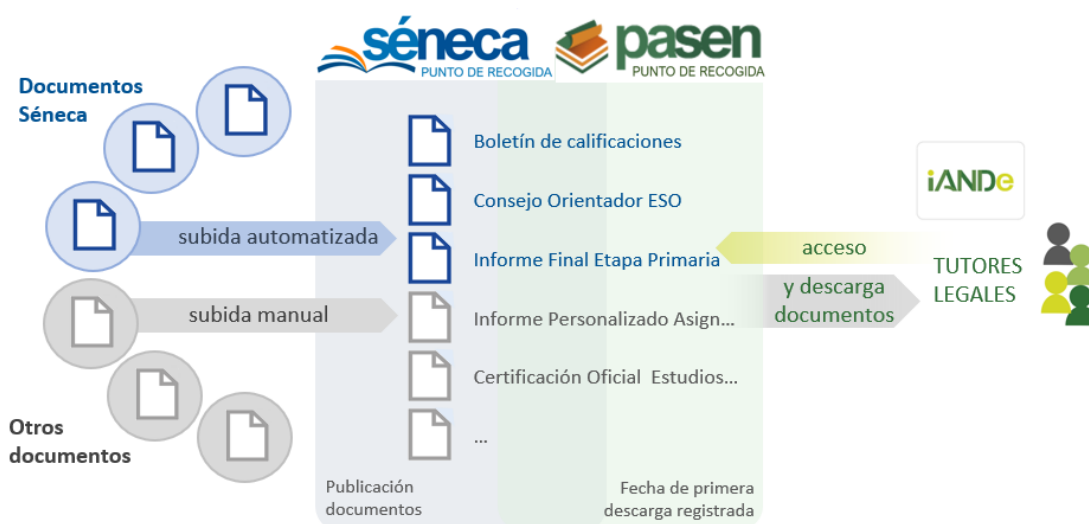 séneca
PUNTO DE RECOGIDA
pasen
PUNTO DE RECOGIDA
Documentos
Séneca
Boletín de calificaciones
Consejo Orientador ESO
iANDe
subida automatizada
Informe Final Etapa Primaria
acceso
y descarga
documentos
TUTORES
LEGALES
subida manual
Informe Personalizado Asign...
Certificación Oficial Estudios...
...
Otros
documentos
Publicación
documentos
Fecha de primera
descarga registrada